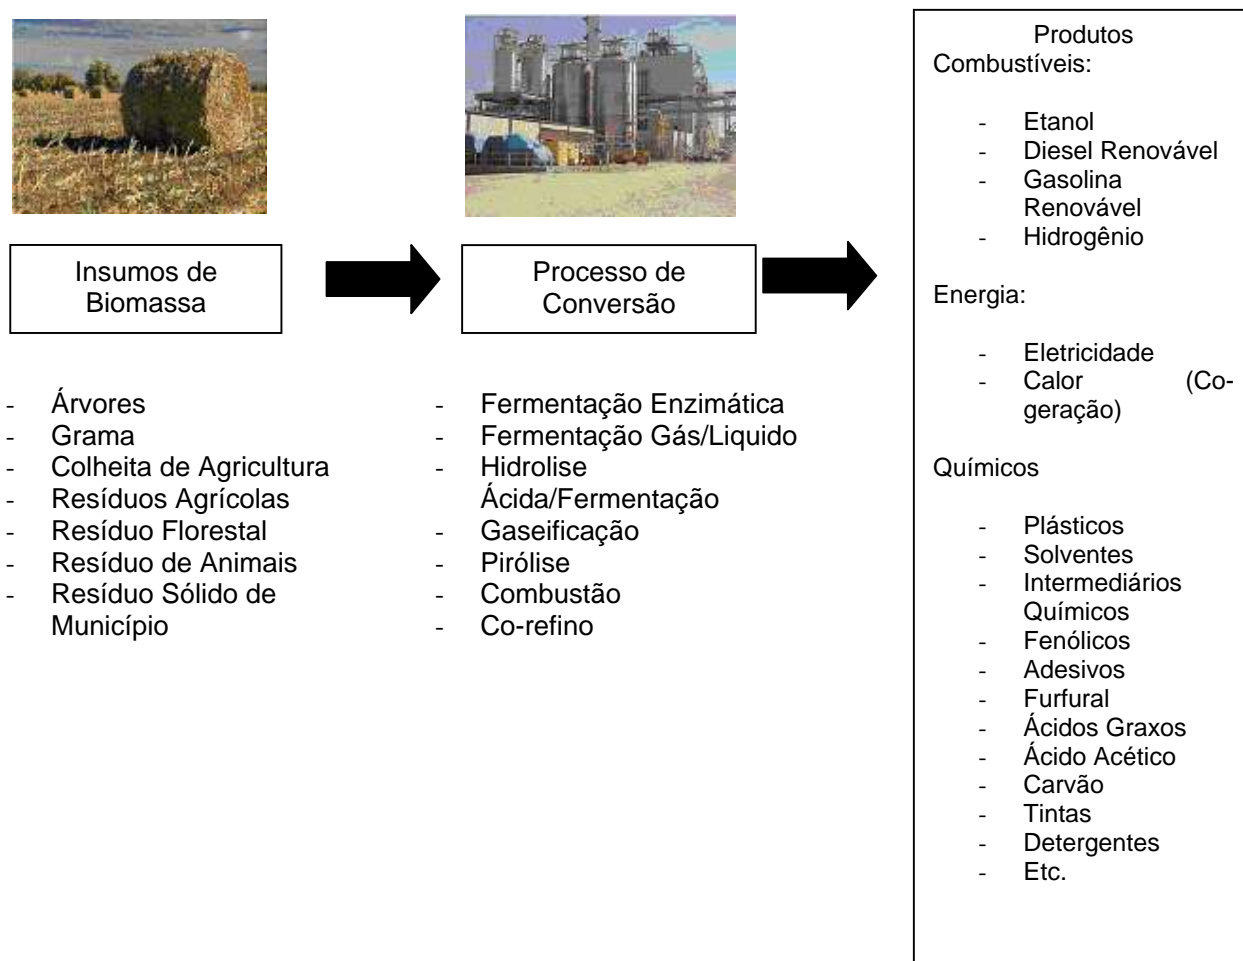 Insumos de
Biomassa
- Árvores
- Grama
- Colheita de Agricultura
- Resíduos Agrícolas
- Resíduo Florestal
- Resíduo de Animais
- Resíduo Sólido de
Município
Processo de
Conversão
- Fermentação Enzimática
- Fermentação Gás/Liquido
- Hidrolise
Ácida/Fermentação
- Gaseificação
- Pirólise
- Combustão
- Co-refino
Produtos
Combustíveis:
- Etanol
- Diesel Renovável
- Gasolina
Renovável
- Hidrogênio
Energia:
- Eletricidade
- Calor (Co-
geração)
Químicos
- Plásticos
- Solventes
- Intermediários
Químicos
- Fenólicos
- Adesivos
- Furfural
- Ácidos Graxos
- Ácido Acético
- Carvão
- Tintas
- Detergentes
- Etc.